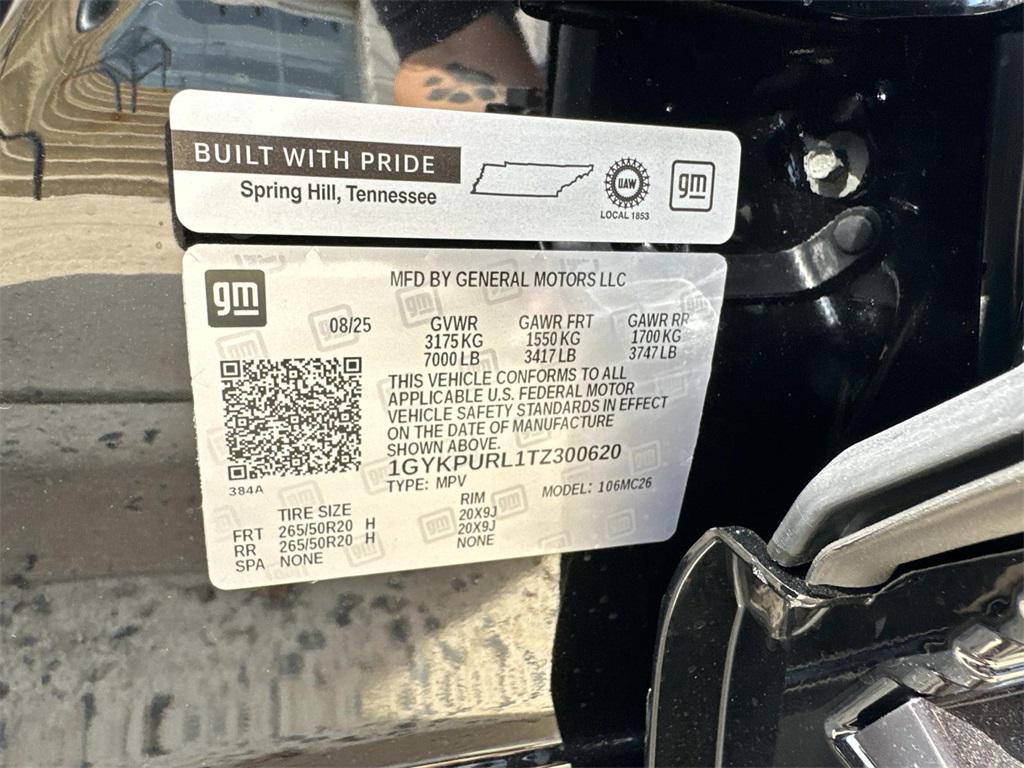 BUILT WITH PRIDE
Spring Hill, Tennessee
UAW
LOCAL 1853
gm
gm
MFD BY GENERAL MOTORS LLC
08/25 GVWR GAWR FRT GAWR RR
3175 KG 1550 KG 1700 KG
7000 LB 3417 LB 3747 LB
THIS VEHICLE CONFORMS TO ALL
APPLICABLE U.S. FEDERAL MOTOR
VEHICLE SAFETY STANDARDS IN EFFECT
ON THE DATE OF MANUFACTURE
SHOWN ABOVE.
1GYKPURL1TZ300620
TYPE: MPV MODEL: 106MC26
384A
TIRE SIZE RIM
FRT 265/50R20 H 20X9J
RR 265/50R20 H 20X9J
SPA NONE NONE